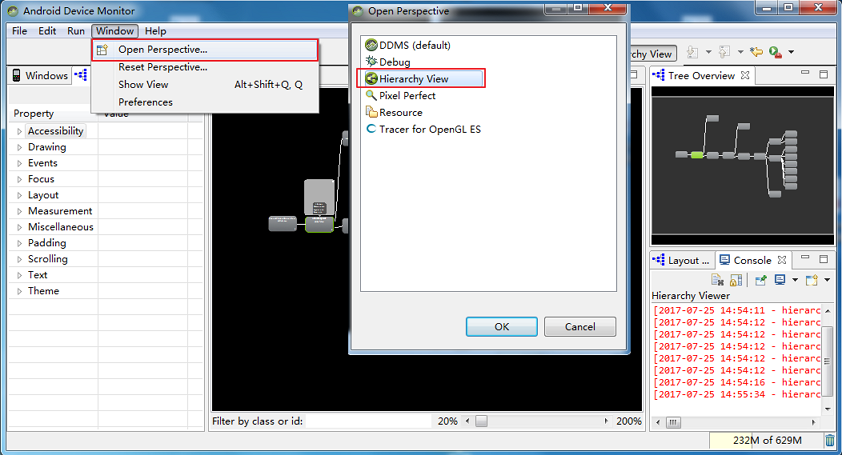 Android Device Monitor
File Edit Run Window Help
Open Perspective...
Reset Perspective...
Show View Alt+Shift+Q, Q
Preferences
Windows
Property Value
Accessibility
Drawing
Events
Focus
Layout
Measurement
Miscellaneous
Padding
Scrolling
Text
Theme
Open Perspective
DDMS (default)
Debug
Hierarchy View
Pixel Perfect
Resource
Tracer for OpenGL ES
OK Cancel
Filter by class or id: 20% 200%
rarchy View
Tree Overview
Layout ... Console
Hierarchy Viewer
[2017-07-25 14:54:11 - hierarc
[2017-07-25 14:54:12 - hierarc
[2017-07-25 14:54:12 - hierarc
[2017-07-25 14:54:12 - hierarc
[2017-07-25 14:54:12 - hierarc
[2017-07-25 14:54:12 - hierarc
[2017-07-25 14:54:16 - hierarc
[2017-07-25 14:55:34 - hierarc
232M of 629M